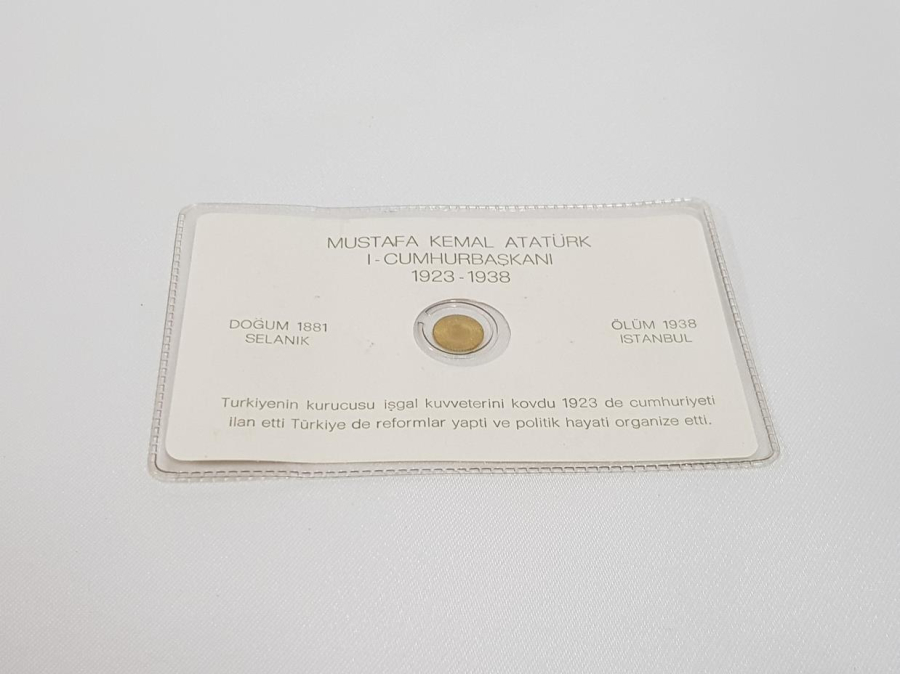 MUSTAFA KEMAL ATATÜRK
I-CUMHURBAŞKANI
1923-1938
DOĞUM 1881
SELANIK
ÖLÜM 1938
ISTANBUL
Turkiyenin kurucusu işgal kuvveterini kovdu 1923 de cumhuriyeti
ilan etti Türkiye de reformlar yapti ve politik hayati organize etti.